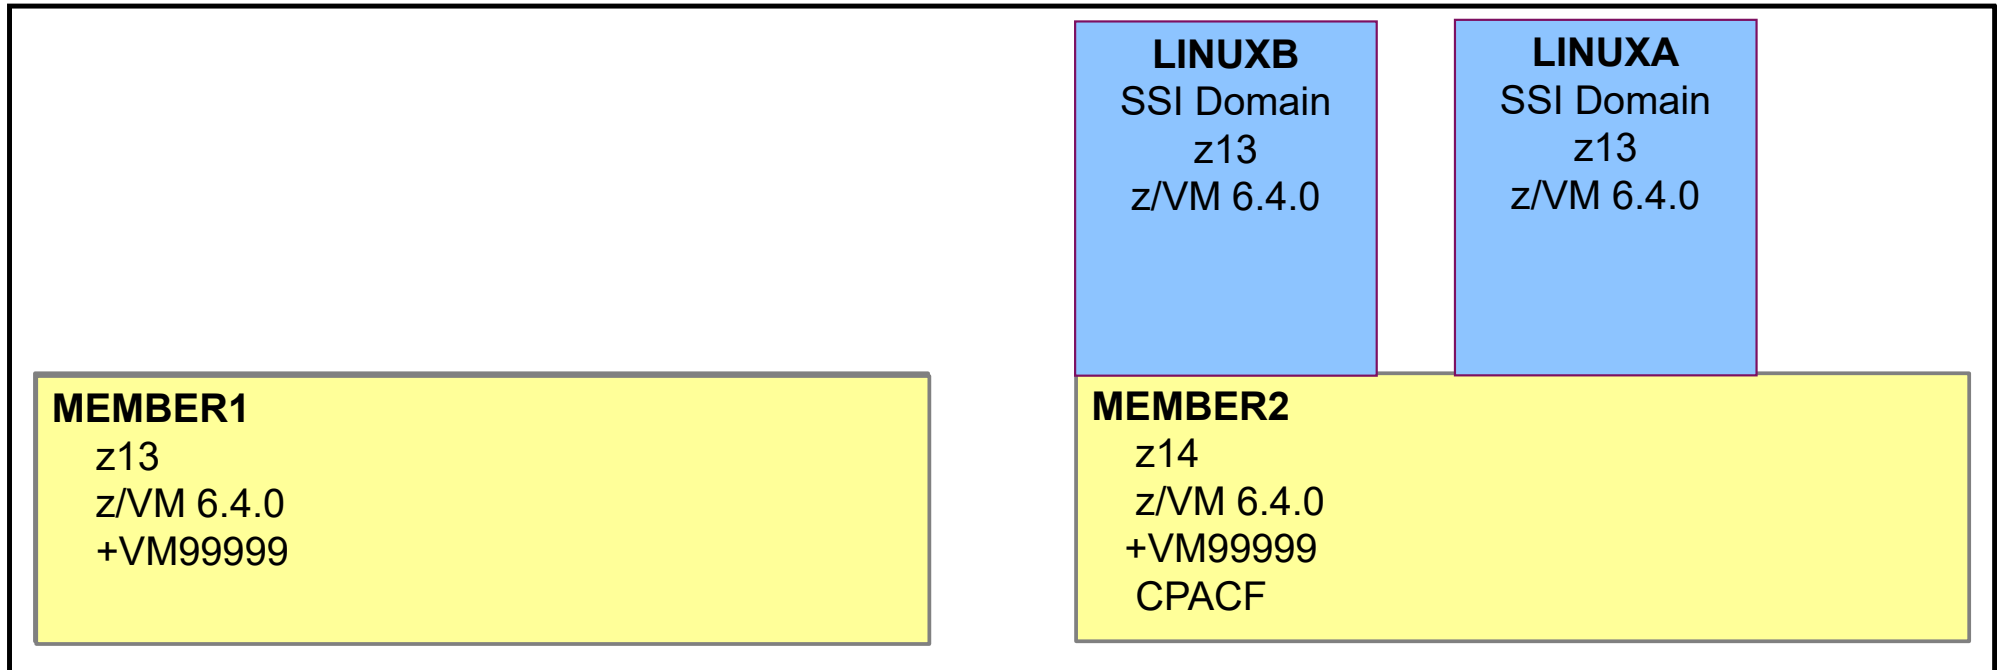 LINUXB
SSI Domain
z13
z/VM 6.4.0
LINUXA
SSI Domain
z13
z/VM 6.4.0
MEMBER1
z13
z/VM 6.4.0
+VM99999
MEMBER2
z14
z/VM 6.4.0
+VM99999
CPACF